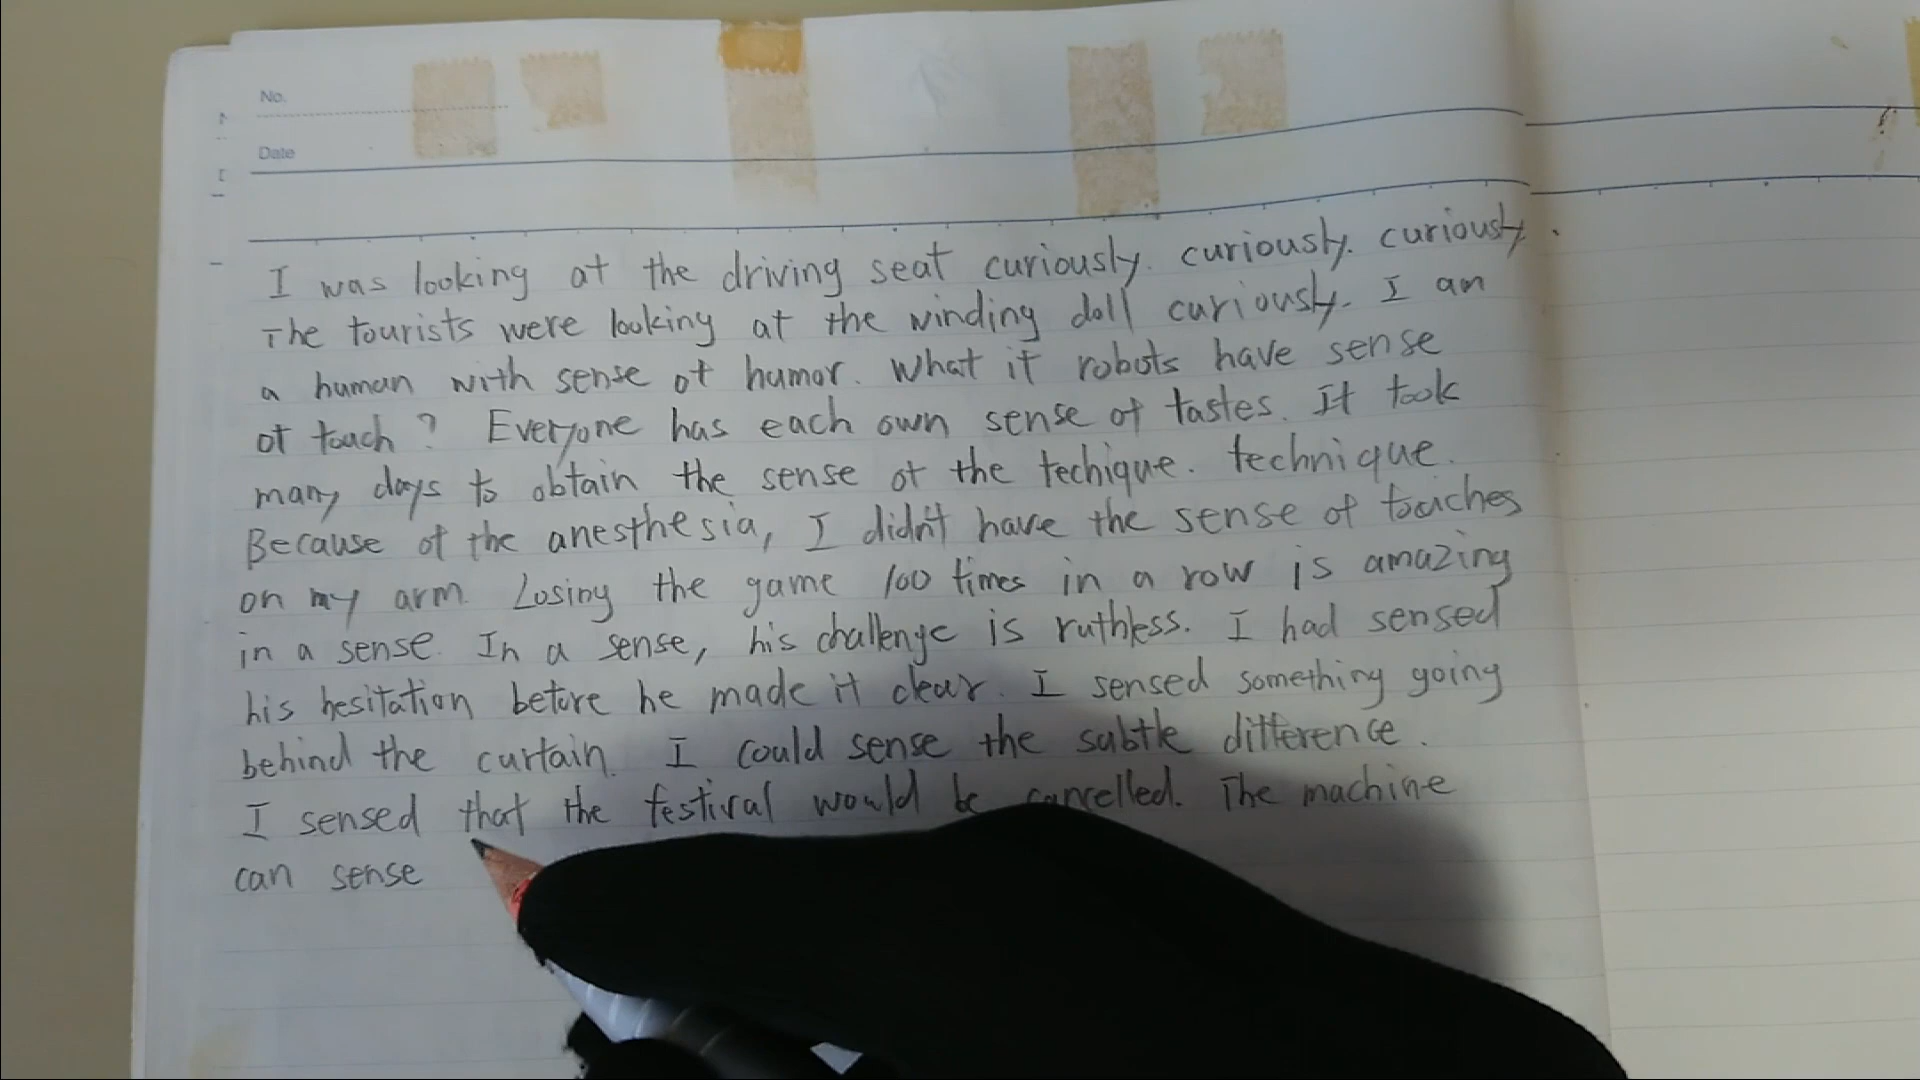 No.
Date
I was looking at the driving seat curiously. curiously. curiously.
The tourists were looking at the winding doll curiously. I am
a human with sense of humor. What if robots have sense
of touch? Everyone has each own sense of tastes. It took
many days to obtain the sense of the techique. technique.
Because of the anesthesia, I didn't have the sense of touches
on my arm. Losing the game 100 times in a row is amazing
in a sense. In a sense, his challenge is ruthless. I had sensed
his hesitation before he made it clear. I sensed something going
behind the curtain. I could sense the subtle difference.
I sensed that the festival would be cancelled. The machine
can sense